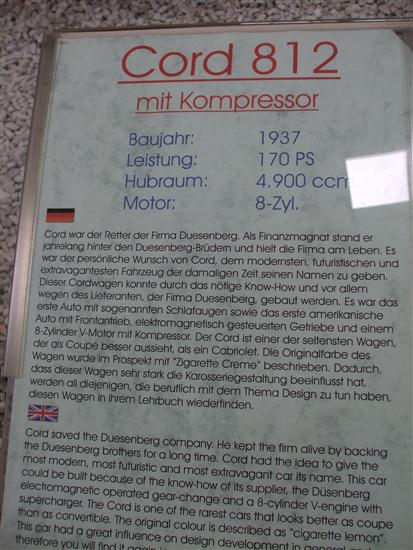 Cord 812
mit Kompressor
Baujahr: 1937
Leistung: 170 PS
Hubraum: 4.900 ccm
Motor: 8-Zyl.
Cord war der Retter der Firma Duesenberg. Als Finanzmagnat stand er
jahrelang hinter den Duesenberg-Brüdern und hielt die Firma am Leben. Es
war der persönliche Wunsch von Cord, dem modernsten, futuristischen und
extravagantesten Fahrzeug der damaligen Zeit seinen Namen zu geben.
Dieser Cordwagen konnte durch das nötige Know-How und vor allem
wegen des Lieferanten, der Firma Duesenberg, gebaut werden. Es war das
erste Auto mit sogenannten Schlafaugen sowie das erste amerikanische
Auto mit Frontantrieb, elektromagnetisch gesteuerten Getriebe und einem
8-Zylinder V-Motor mit Kompressor. Der Cord ist einer der seltensten Wagen,
der als Coupé besser aussieht, als ein Cabriolet. Die Originalfarbe des
Wagen wurde im Prospekt mit "Zigarette Creme" beschrieben. Dadurch,
dass dieser Wagen sehr stark die Karosseriegestaltung beeinflusst hat,
werden all diejenigen, die beruflich mit dem Thema Design zu tun haben,
diesen Wagen in ihrem Lehrbuch wiederfinden.
Cord saved the Duesenberg company. He kept the firm alive by backing
the Duesenberg brothers for a long time. Cord had the idea to give the
most modern, most futuristic and most extravagant car its name. This car
could be built because of the know-how of its supplier, the Düsenberg
electromagnetic operated gear-change and a 8-cylinder V-engine with
supercharger. The Cord is one of the rarest cars that looks better as coupe
than as convertible. The original colour is described as "cigarette lemon".
This car had a great influence on design development in general
therefore you will find it again in